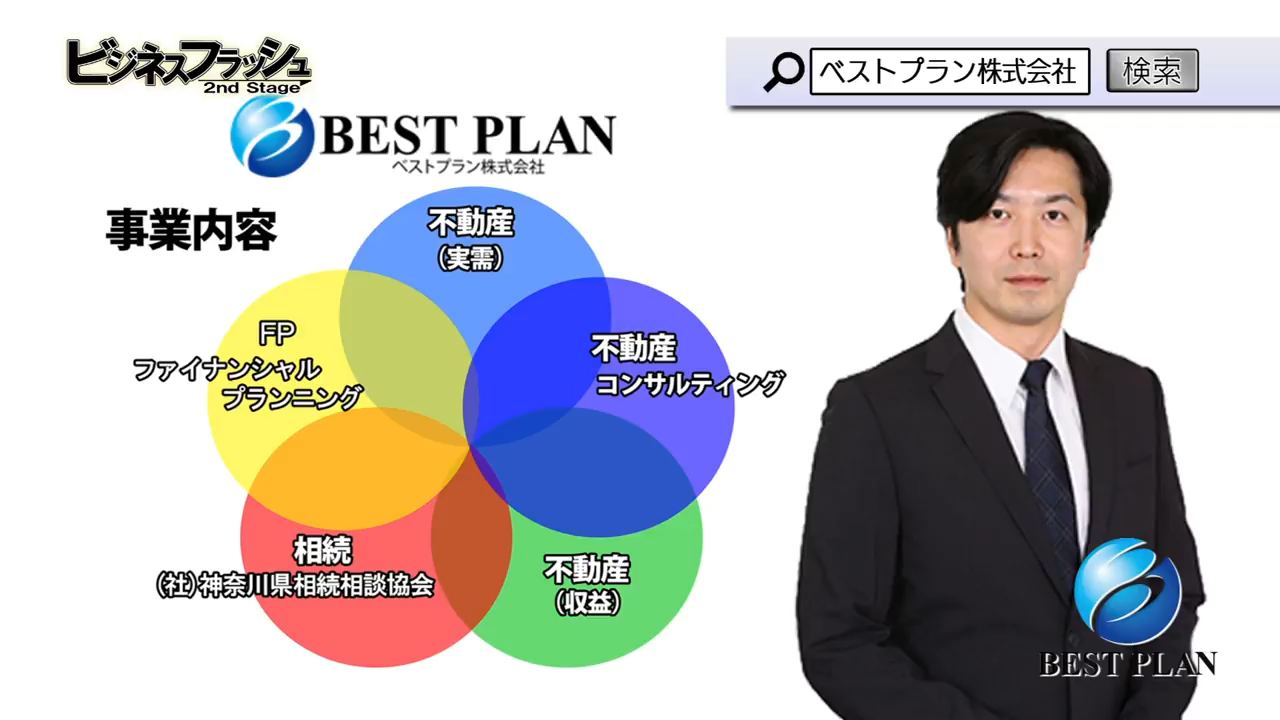 ビジネスフラッシュ
2nd Stage
ベストプラン株式会社
検索
BEST PLAN
ベストプラン株式会社
事業内容
不動産
（実需）
FP
ファイナンシャル
プランニング
不動産
コンサルティング
相続
（社）神奈川県相続相談協会
不動産
（収益）
BEST PLAN